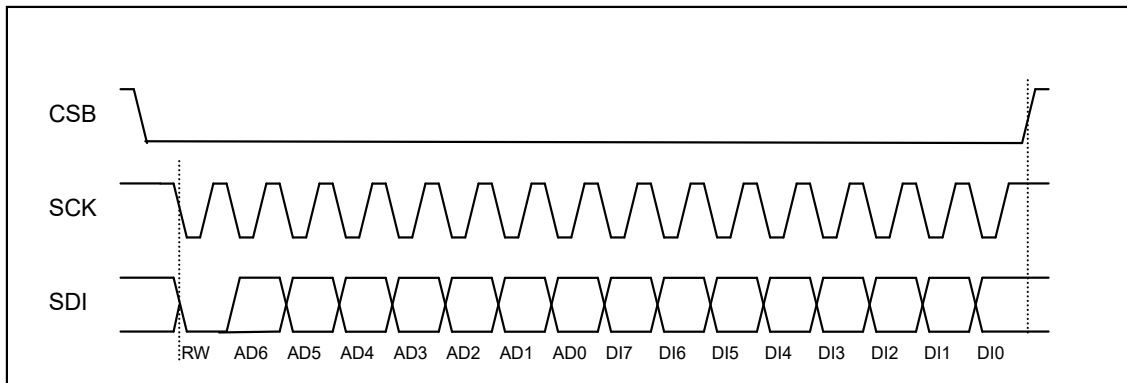 CSB
SCK
SDI
RW AD6 AD5 AD4 AD3 AD2 AD1 AD0 DI7 DI6 DI5 DI4 DI3 DI2 DI1 DI0